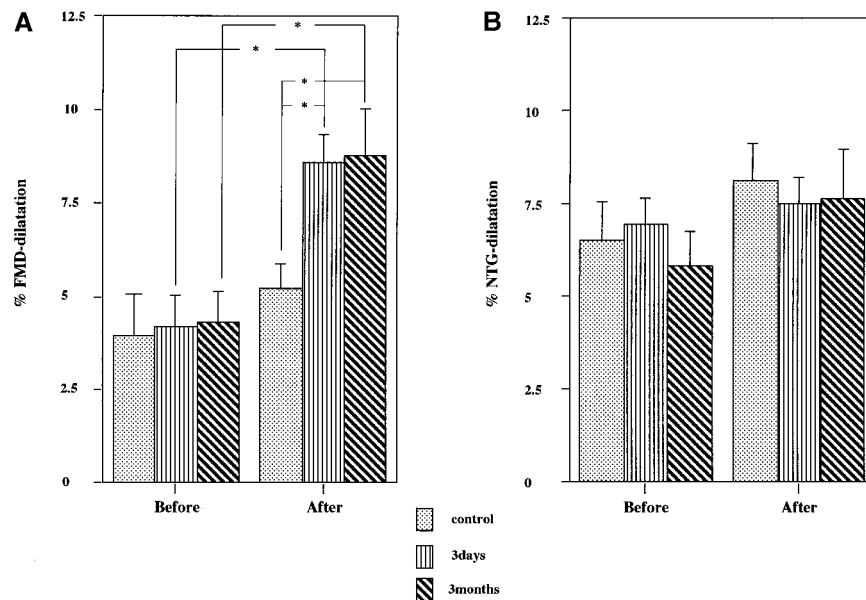 A
% FMD-dilatation
12.5
10
7.5
5
2.5
0
*
*
*
*
Before
After
B
% NTG-dilatation
12.5
10
7.5
5
2.5
0
Before
After
control
3days
3months